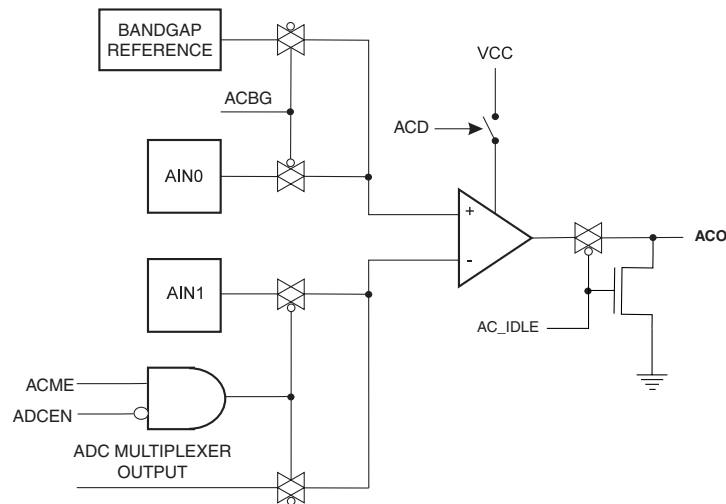 BANDGAP
REFERENCE
VCC
ACBG
ACD
AIN0
+
ACO
-
AIN1
AC_IDLE
ACME
ADCEN
ADC MULTIPLEXER
OUTPUT